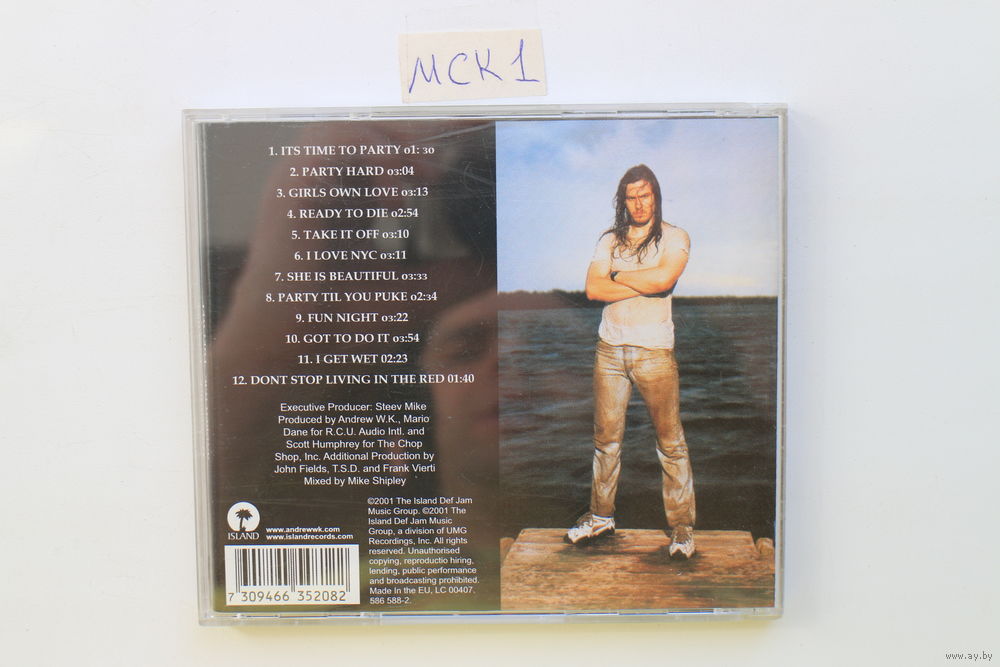 МСК1
1. ITS TIME TO PARTY 01: 30
2. PARTY HARD 03:04
3. GIRLS OWN LOVE 03:13
4. READY TO DIE 02:54
5. TAKE IT OFF 03:10
6. I LOVE NYC 03:11
7. SHE IS BEAUTIFUL 03:33
8. PARTY TIL YOU PUKE 02:34
9. FUN NIGHT 03:22
10. GOT TO DO IT 03:54
11. I GET WET 02:23
12. DONT STOP LIVING IN THE RED 01:40
Executive Producer: Steev Mike
Produced by Andrew W.K., Mario
Dane for R.C.U. Audio Intl. and
Scott Humphrey for The Chop
Shop, Inc. Additional Production by
John Fields, T.S.D. and Frank Vierti
Mixed by Mike Shipley
ISLAND
www.andrewwk.com
www.islandrecords.com
7 309466 352082
©2001 The Island Def Jam
Music Group. ©2001 The
Island Def Jam Music
Group, a division of UMG
Recordings, Inc. All rights
reserved. Unauthorised
copying, reproductio hiring,
lending, public performance
and broadcasting prohibited.
Made In the EU, LC 00407.
586 588-2.
www.ay.by